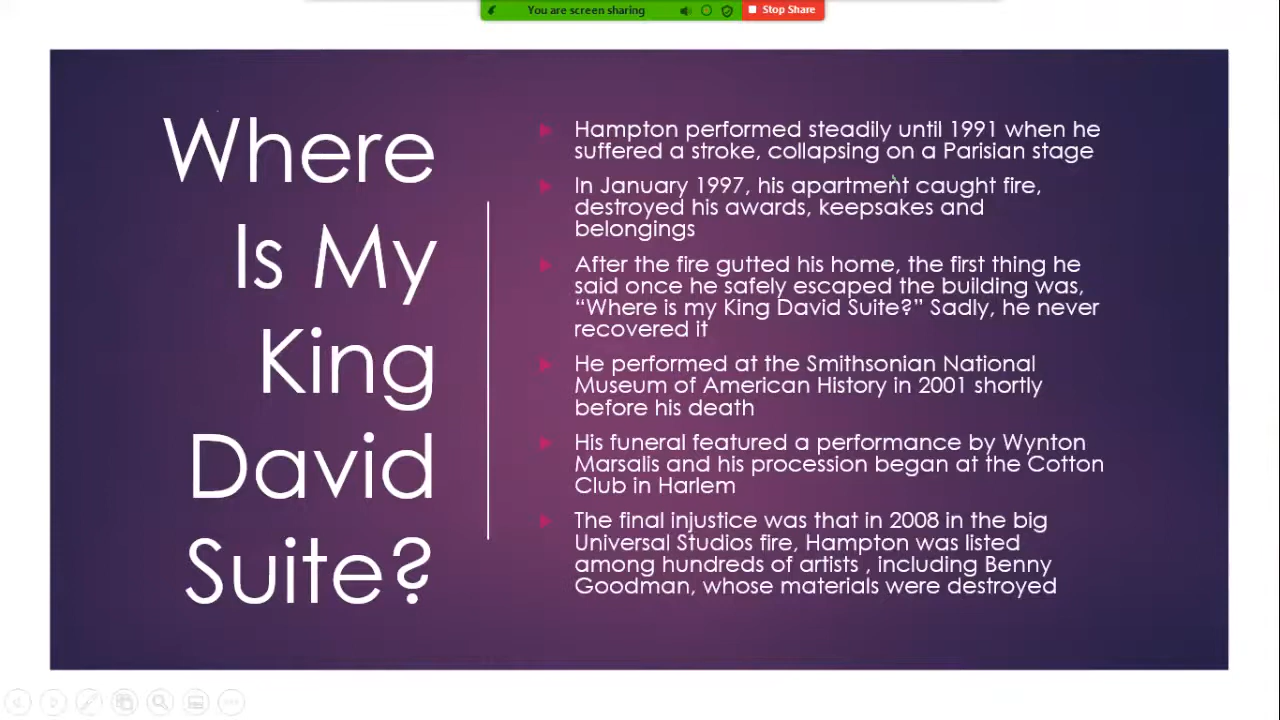 You are screen sharing
Stop Share
Where
Is My
King
David
Suite?
Hampton performed steadily until 1991 when he
suffered a stroke, collapsing on a Parisian stage
In January 1997, his apartment caught fire,
destroyed his awards, keepsakes and
belongings
After the fire gutted his home, the first thing he
said once he safely escaped the building was,
“Where is my King David Suite?” Sadly, he never
recovered it
He performed at the Smithsonian National
Museum of American History in 2001 shortly
before his death
His funeral featured a performance by Wynton
Marsalis and his procession began at the Cotton
Club in Harlem
The final injustice was that in 2008 in the big
Universal Studios fire, Hampton was listed
among hundreds of artists , including Benny
Goodman, whose materials were destroyed